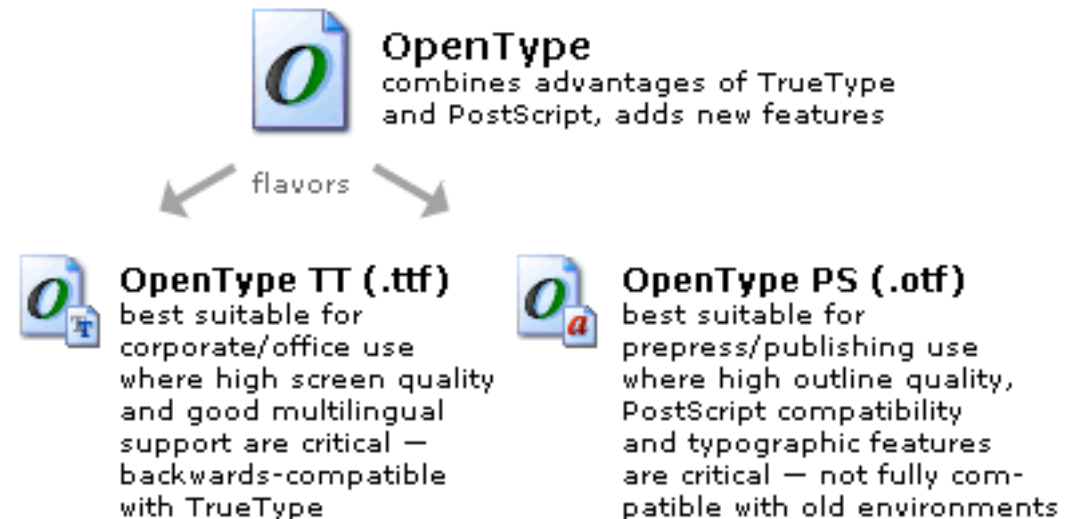 O
OpenType
combines advantages of TrueType
and PostScript, adds new features
flavors
O
TT
OpenType TT (.ttf)
best suitable for
corporate/office use
where high screen quality
and good multilingual
support are critical —
backwards-compatible
with TrueType
O
a
OpenType PS (.otf)
best suitable for
prepress/publishing use
where high outline quality,
PostScript compatibility
and typographic features
are critical — not fully com-
patible with old environments